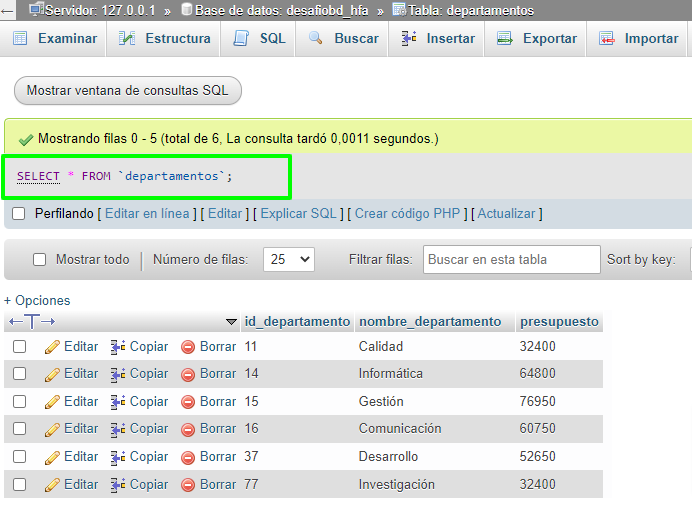 Servidor: 127.0.0.1 » Base de datos: desafiobd_hfa » Tabla: departamentos
Examinar Estructura SQL Buscar Insertar Exportar Importar
Mostrar ventana de consultas SQL
Mostrando filas 0 - 5 (total de 6, La consulta tardó 0,0011 segundos.)
SELECT * FROM `departamentos`;
Perfilando [ Editar en línea ] [ Editar ] [ Explicar SQL ] [ Crear código PHP ] [ Actualizar ]
Mostrar todo | Número de filas: 25 Filtrar filas: Buscar en esta tabla Sort by key:
+ Opciones
←T→ id_departamento nombre_departamento presupuesto
Editar Copiar Borrar 11 Calidad 32400
Editar Copiar Borrar 14 Informática 64800
Editar Copiar Borrar 15 Gestión 76950
Editar Copiar Borrar 16 Comunicación 60750
Editar Copiar Borrar 37 Desarrollo 52650
Editar Copiar Borrar 77 Investigación 32400